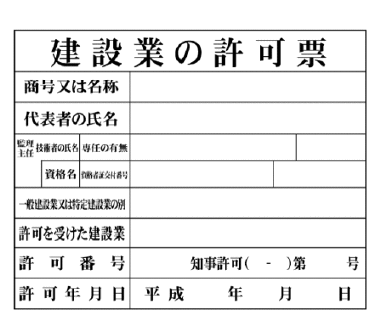 建設業の許可票
商号又は名称
代表者の氏名
監理
主任
技術者の氏名 専任の有無
資格名 資格者証交付番号
一般建設業又は特定建設業の別
許可を受けた建設業
許可番号 知事許可( - )第 号
許可年月日 平成 年 月 日